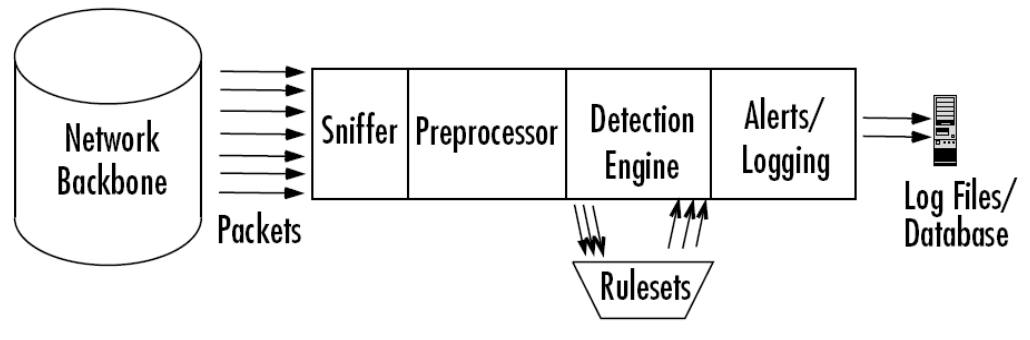 Network
Backbone
Packets
Sniffer
Preprocessor
Detection
Engine
Alerts/
Logging
Rulesets
Log Files/
Database